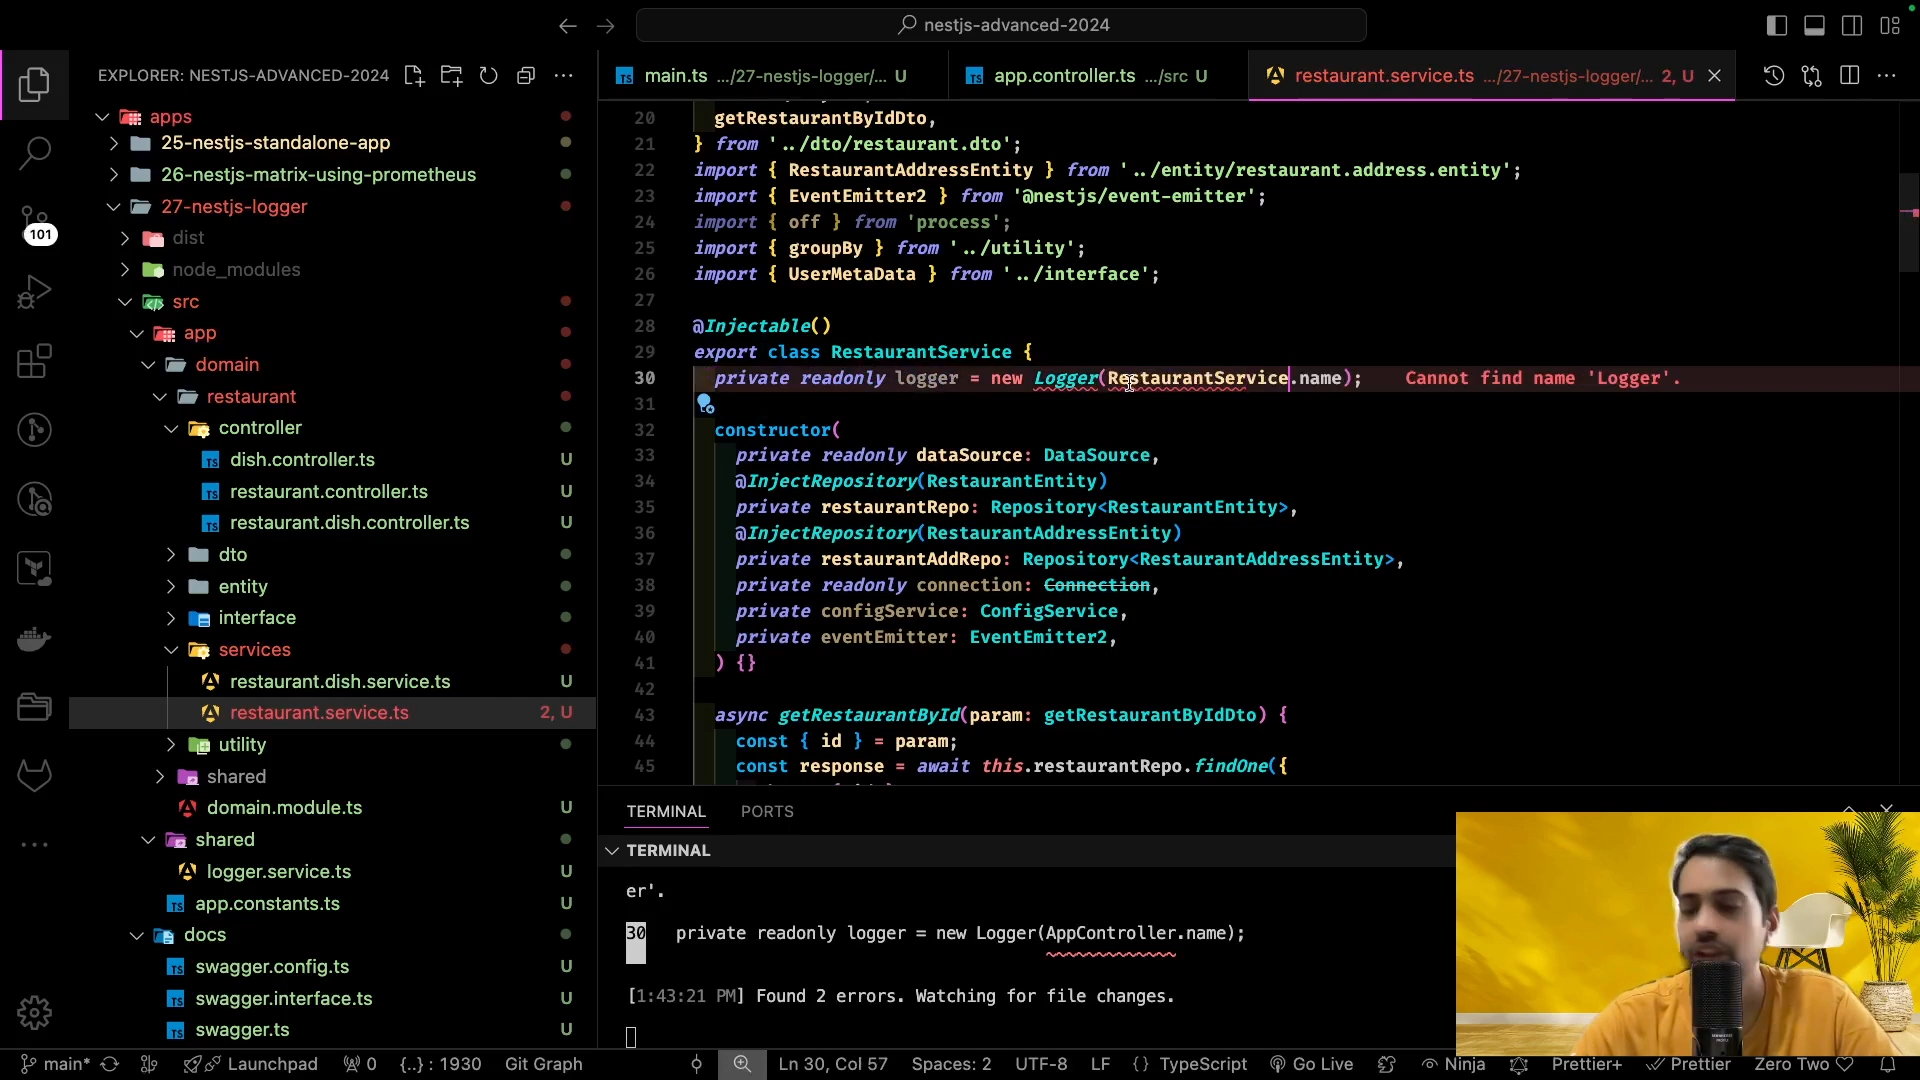 nestjs-advanced-2024
EXPLORER: NESTJS-ADVANCED-2024
apps
25-nestjs-standalone-app
26-nestjs-matrix-using-prometheus
27-nestjs-logger
dist
node_modules
src
app
domain
restaurant
controller
dish.controller.ts U
restaurant.controller.ts U
restaurant.dish.controller.ts U
dto
entity
interface
services
restaurant.dish.service.ts U
restaurant.service.ts 2, U
utility
shared
domain.module.ts U
shared
logger.service.ts U
app.constants.ts U
docs
swagger.config.ts U
swagger.interface.ts U
swagger.ts U
101
main.ts .../27-nestjs-logger/... U
app.controller.ts .../src U
restaurant.service.ts .../27-nestjs-logger/... 2, U
20 getRestaurantByIdDto,
21 } from '../dto/restaurant.dto';
22 import { RestaurantAddressEntity } from '../entity/restaurant.address.entity';
23 import { EventEmitter2 } from '@nestjs/event-emitter';
24 import { off } from 'process';
25 import { groupBy } from '../utility';
26 import { UserMetaData } from '../interface';
27
28 @Injectable()
29 export class RestaurantService {
30 private readonly logger = new Logger(RestaurantService.name); Cannot find name 'Logger'.
31
32 constructor(
33 private readonly dataSource: DataSource,
34 @InjectRepository(RestaurantEntity)
35 private restaurantRepo: Repository<RestaurantEntity>,
36 @InjectRepository(RestaurantAddressEntity)
37 private restaurantAddRepo: Repository<RestaurantAddressEntity>,
38 private readonly connection: Connection,
39 private configService: ConfigService,
40 private eventEmitter: EventEmitter2,
41 ) {}
42
43 async getRestaurantById(param: getRestaurantByIdDto) {
44 const { id } = param;
45 const response = await this.restaurantRepo.findOne({
TERMINAL PORTS
TERMINAL
er'.
30 private readonly logger = new Logger(AppController.name);
[1:43:21 PM] Found 2 errors. Watching for file changes.
main* Launchpad 0 {..} : 1930 Git Graph Ln 30, Col 57 Spaces: 2 UTF-8 LF {} TypeScript Go Live Ninja Prettier+ Prettier Zero Two